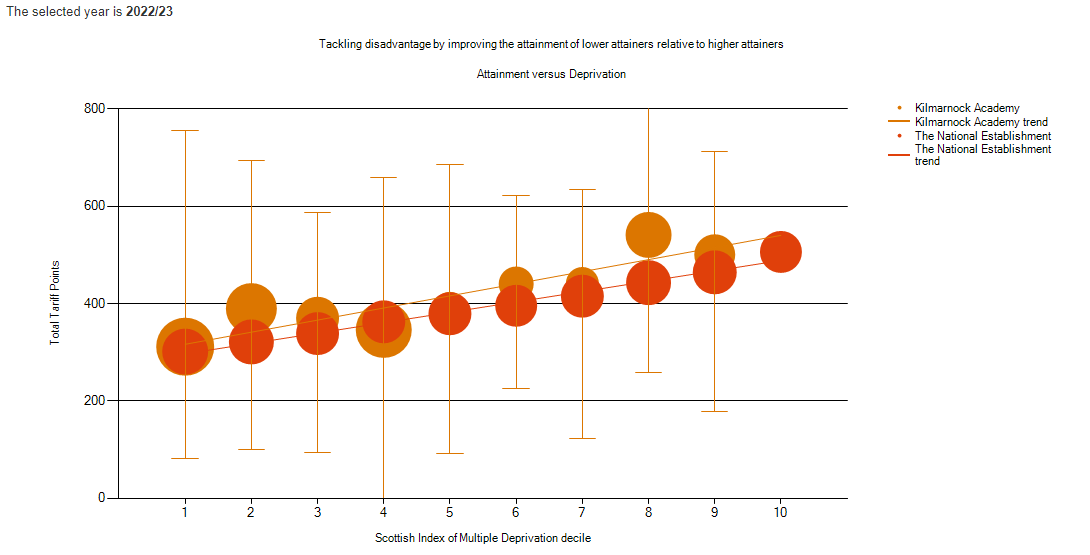 The selected year is 2022/23
Tackling disadvantage by improving the attainment of lower attainers relative to higher attainers
Attainment versus Deprivation
800
600
400
200
0
Total Tariff Points
1 2 3 4 5 6 7 8 9 10
Scottish Index of Multiple Deprivation decile
Kilmarnock Academy
Kilmarnock Academy trend
The National Establishment
The National Establishment
trend